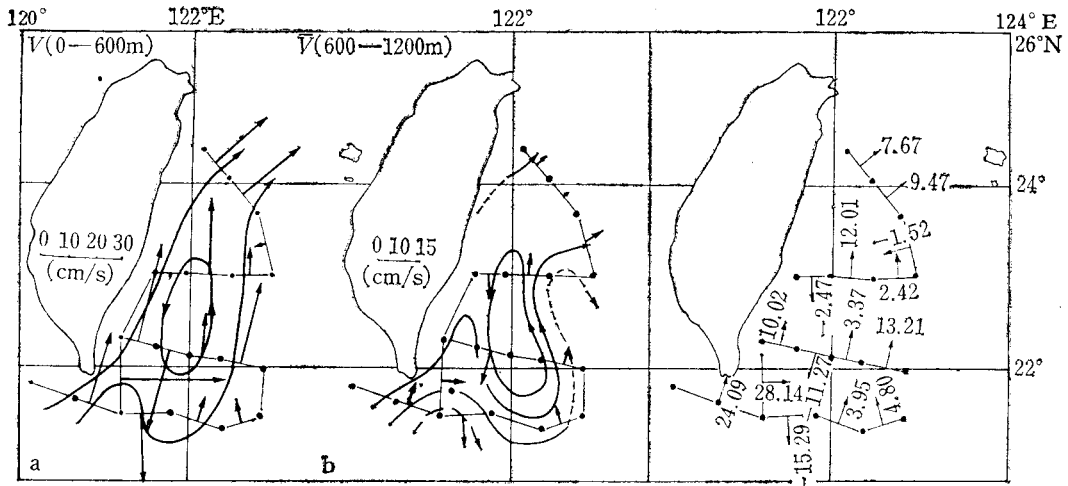 120° 122°E 122° 122° 124° E
V(0—600m) V̄(600—1200m) 26°N
7.67
24°
9.47
0 10 20 30 0 10 15 12.01
(cm/s) (cm/s) −1.52
2.42
10.02 −2.47 3.37 13.21
22°
24.09 28.14 −11.27 3.95 4.80
15.29
a b